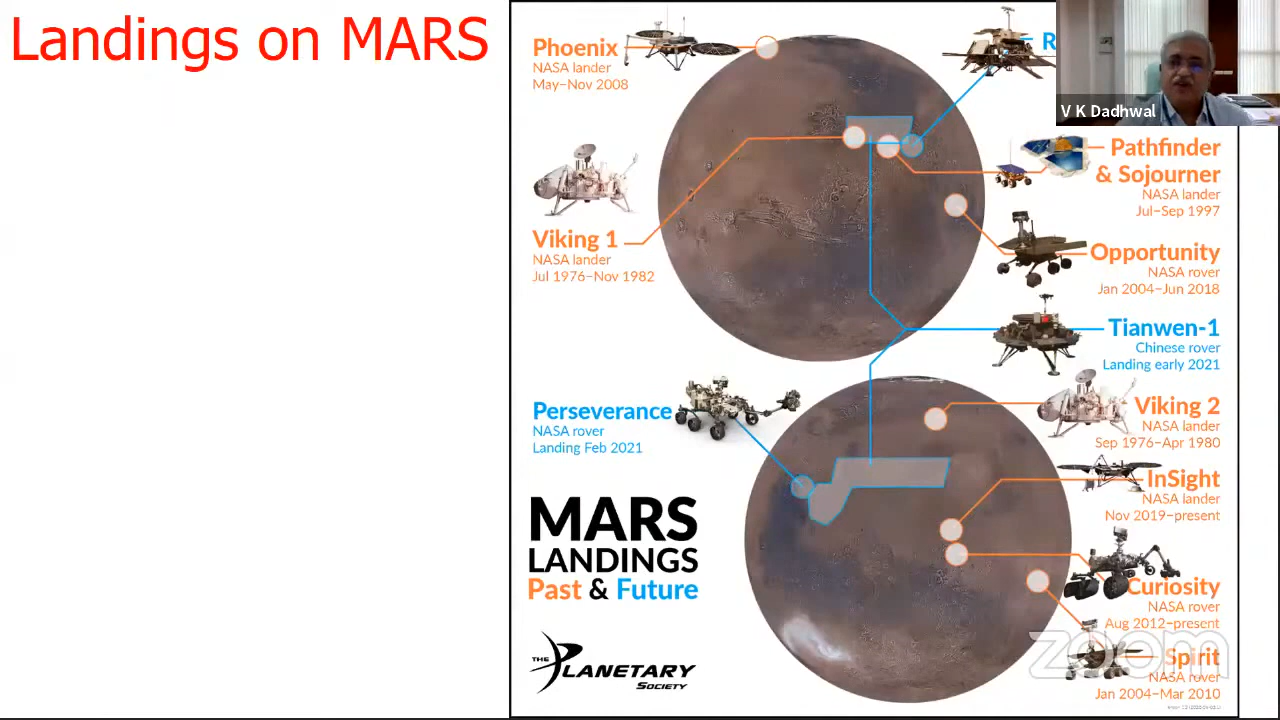 Landings on MARS
Phoenix
NASA lander
May–Nov 2008
R
V K Dadhwal
Pathfinder
& Sojourner
NASA lander
Jul–Sep 1997
Viking 1
NASA lander
Jul 1976–Nov 1982
Opportunity
NASA rover
Jan 2004–Jun 2018
Tianwen-1
Chinese rover
Landing early 2021
Perseverance
NASA rover
Landing Feb 2021
Viking 2
NASA lander
Sep 1976–Apr 1980
InSight
NASA lander
Nov 2019–present
MARS
LANDINGS
Past & Future
Curiosity
NASA rover
Aug 2012–present
Spirit
NASA rover
Jan 2004–Mar 2010
THE PLANETARY
SOCIETY
zoom